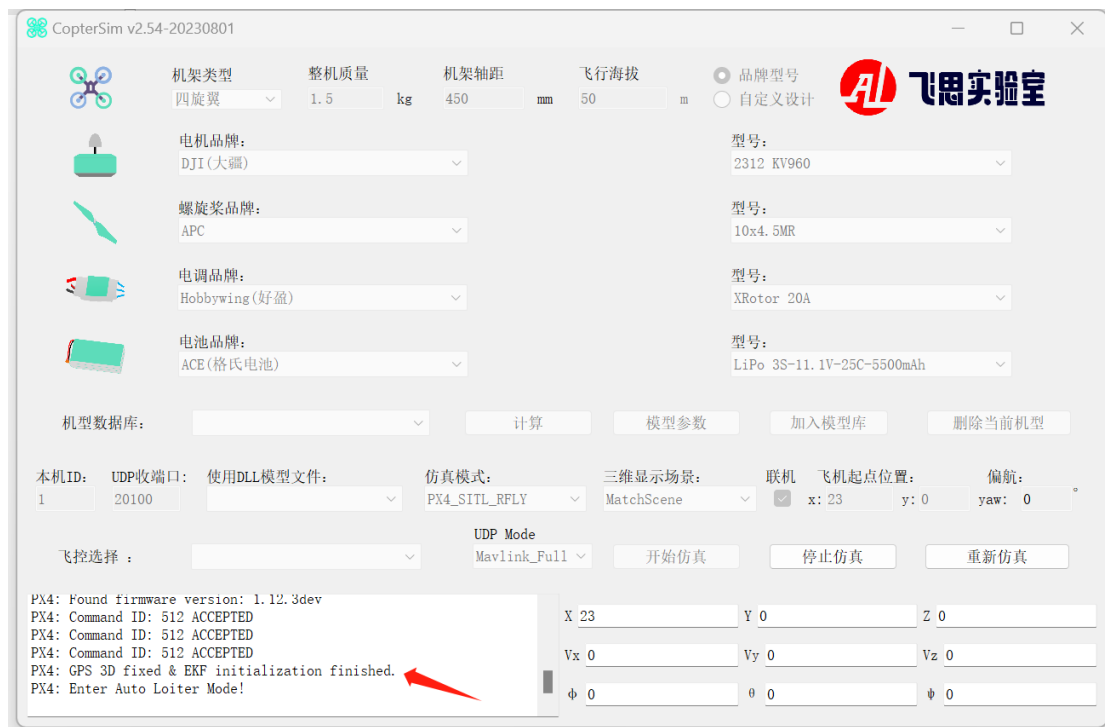 CopterSim v2.54-20230801
机架类型 整机质量 机架轴距 飞行海拔 品牌型号
四旋翼 1.5 kg 450 mm 50 m 自定义设计
飞思实验室
电机品牌: 型号:
DJI(大疆) 2312 KV960
螺旋桨品牌: 型号:
APC 10x4.5MR
电调品牌: 型号:
Hobbywing(好盈) XRotor 20A
电池品牌: 型号:
ACE(格氏电池) LiPo 3S-11.1V-25C-5500mAh
机型数据库: 计算 模型参数 加入模型库 删除当前机型
本机ID: UDP收端口: 使用DLL模型文件: 仿真模式: 三维显示场景: 联机 飞机起点位置: 偏航:
1 20100 PX4_SITL_RFLY MatchScene x: 23 y: 0 yaw: 0 °
UDP Mode
飞控选择 : Mavlink_Full 开始仿真 停止仿真 重新仿真
PX4: Found firmware version: 1.12.3dev
PX4: Command ID: 512 ACCEPTED
PX4: Command ID: 512 ACCEPTED
PX4: Command ID: 512 ACCEPTED
PX4: GPS 3D fixed & EKF initialization finished.
PX4: Enter Auto Loiter Mode!
X 23 Y 0 Z 0
Vx 0 Vy 0 Vz 0
ϕ 0 θ 0 ψ 0